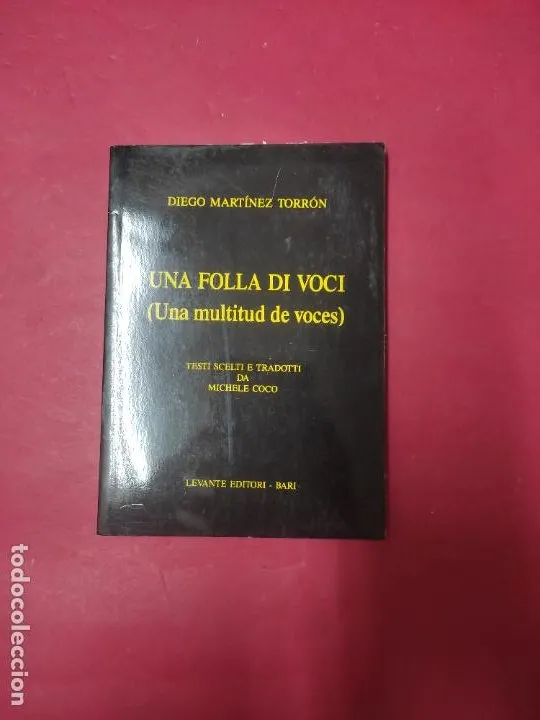 DIEGO MARTÍNEZ TORRÓN
UNA FOLLA DI VOCI
(Una multitud de voces)
TESTI SCELTI E TRADOTTI
DA
MICHELE COCO
LEVANTE EDITORI - BARI
todocoleccion